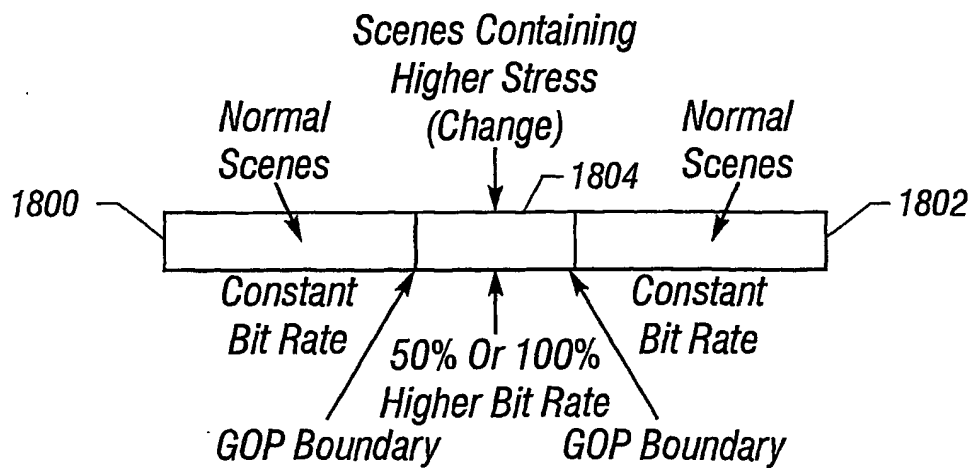 Scenes Containing
Higher Stress
(Change)
Normal
Scenes
Normal
Scenes
1800
1804
1802
Constant
Bit Rate
Constant
Bit Rate
50% Or 100%
Higher Bit Rate
GOP Boundary
GOP Boundary